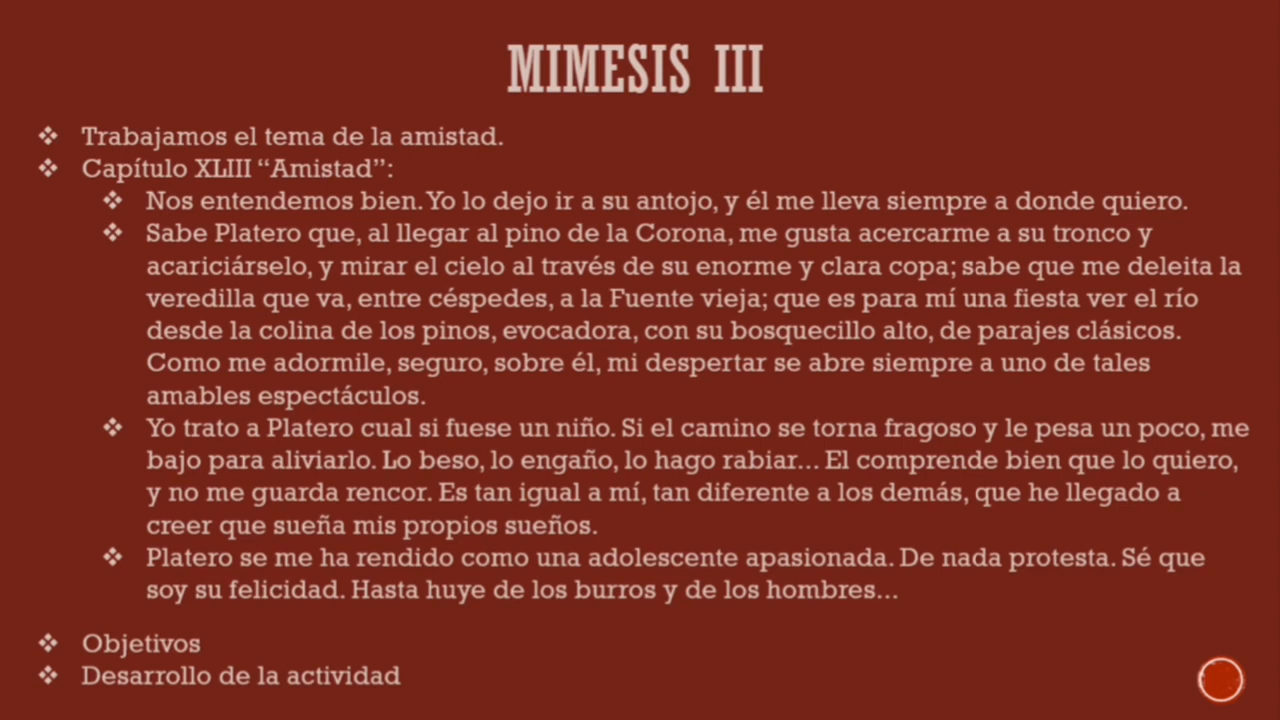 MIMESIS III
Trabajamos el tema de la amistad.
Capítulo XLIII “Amistad”:
Nos entendemos bien. Yo lo dejo ir a su antojo, y él me lleva siempre a donde quiero.
Sabe Platero que, al llegar al pino de la Corona, me gusta acercarme a su tronco y
acariciárselo, y mirar el cielo al través de su enorme y clara copa; sabe que me deleita la
veredilla que va, entre céspedes, a la Fuente vieja; que es para mí una fiesta ver el río
desde la colina de los pinos, evocadora, con su bosquecillo alto, de parajes clásicos.
Como me adormile, seguro, sobre él, mi despertar se abre siempre a uno de tales
amables espectáculos.
Yo trato a Platero cual si fuese un niño. Si el camino se torna fragoso y le pesa un poco, me
bajo para aliviarlo. Lo beso, lo engaño, lo hago rabiar... El comprende bien que lo quiero,
y no me guarda rencor. Es tan igual a mí, tan diferente a los demás, que he llegado a
creer que sueña mis propios sueños.
Platero se me ha rendido como una adolescente apasionada. De nada protesta. Sé que
soy su felicidad. Hasta huye de los burros y de los hombres...
Objetivos
Desarrollo de la actividad